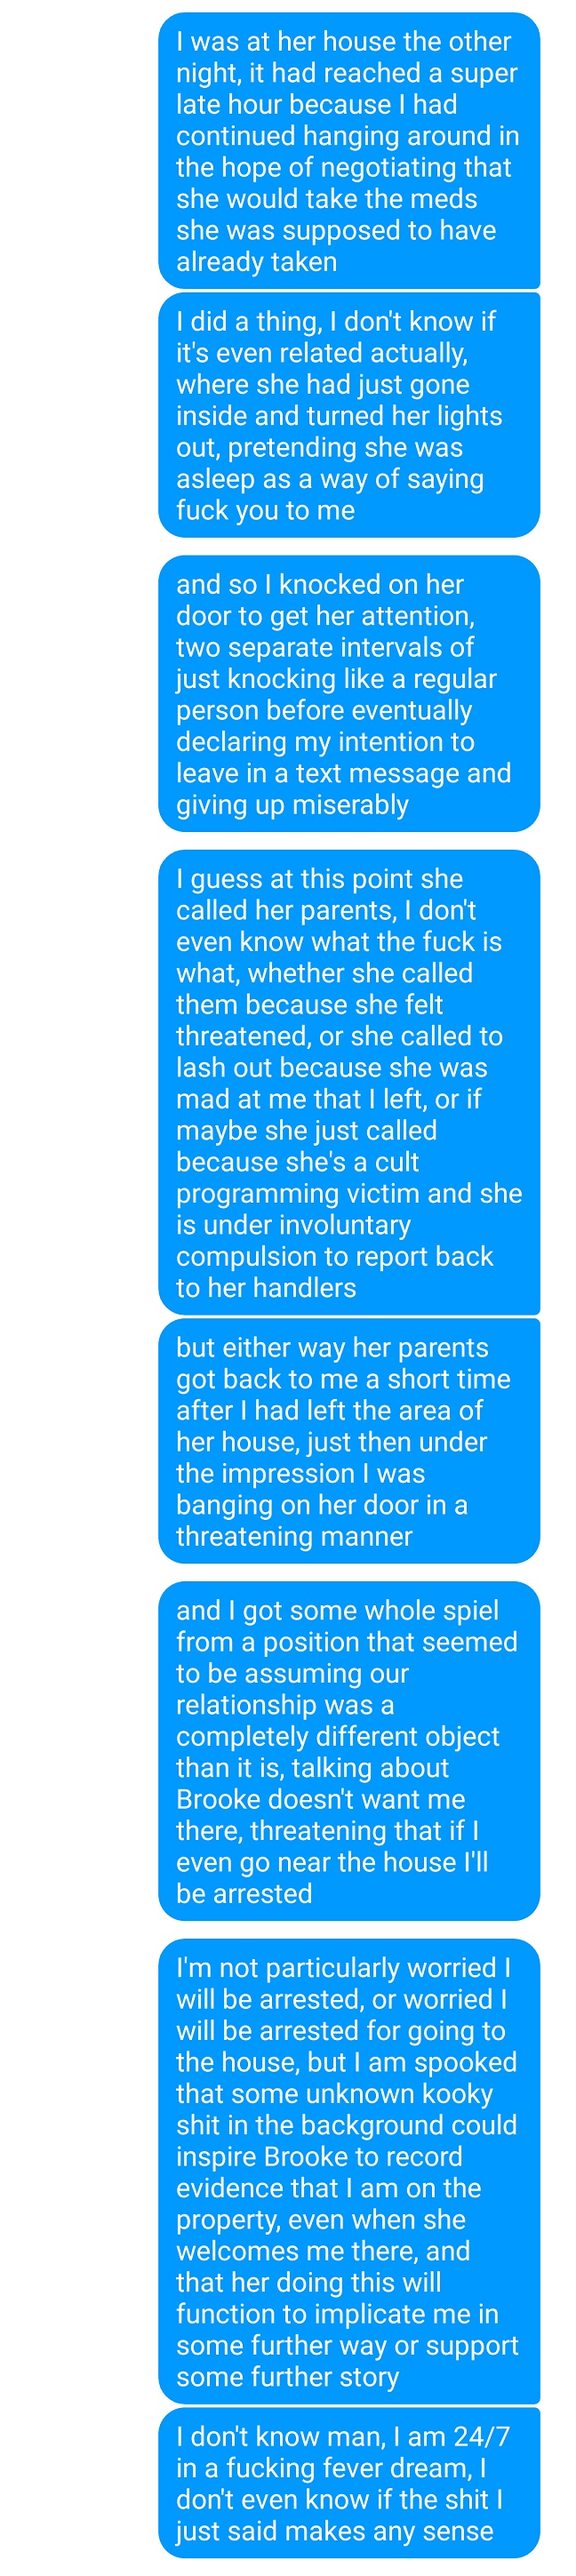 I was at her house the other
night, it had reached a super
late hour because I had
continued hanging around in
the hope of negotiating that
she would take the meds
she was supposed to have
already taken
I did a thing, I don't know if
it's even related actually,
where she had just gone
inside and turned her lights
out, pretending she was
asleep as a way of saying
fuck you to me
and so I knocked on her
door to get her attention,
two separate intervals of
just knocking like a regular
person before eventually
declaring my intention to
leave in a text message and
giving up miserably
I guess at this point she
called her parents, I don't
even know what the fuck is
what, whether she called
them because she felt
threatened, or she called to
lash out because she was
mad at me that I left, or if
maybe she just called
because she's a cult
programming victim and she
is under involuntary
compulsion to report back
to her handlers
but either way her parents
got back to me a short time
after I had left the area of
her house, just then under
the impression I was
banging on her door in a
threatening manner
and I got some whole spiel
from a position that seemed
to be assuming our
relationship was a
completely different object
than it is, talking about
Brooke doesn't want me
there, threatening that if I
even go near the house I'll
be arrested
I'm not particularly worried I
will be arrested, or worried I
will be arrested for going to
the house, but I am spooked
that some unknown kooky
shit in the background could
inspire Brooke to record
evidence that I am on the
property, even when she
welcomes me there, and
that her doing this will
function to implicate me in
some further way or support
some further story
I don't know man, I am 24/7
in a fucking fever dream, I
don't even know if the shit I
just said makes any sense